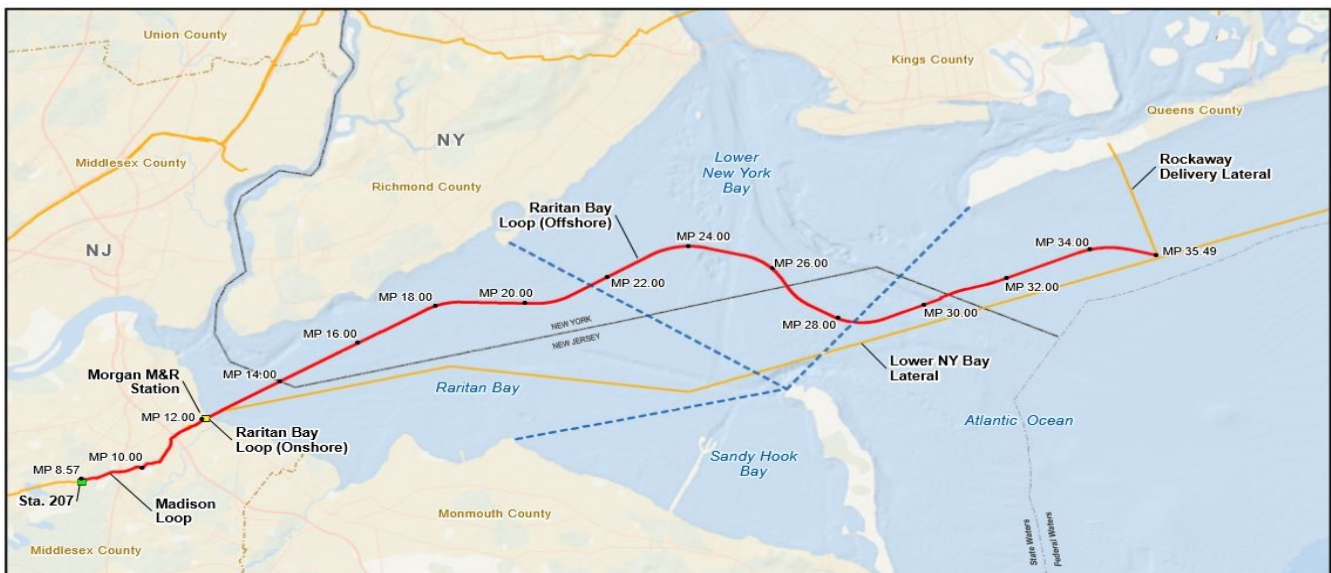 Union County
Kings County
Queens County
NY
Middlesex County
Richmond County
Lower
New York
Bay
Rockaway
Delivery Lateral
Raritan Bay
Loop (Offshore)
NJ
MP 24.00
MP 34.00
MP 35.49
MP 26.00
MP 22.00
MP 32.00
MP 18.00
MP 20.00
MP 30.00
MP 28.00
MP 16.00
NEW YORK
NEW JERSEY
Lower NY Bay
Lateral
Morgan M&R
Station
MP 14.00
Raritan Bay
MP 12.00
Atlantic Ocean
Raritan Bay
Loop (Onshore)
MP 10.00
MP 8.57
Sandy Hook
Bay
Sta. 207
Madison
Loop
Monmouth County
Middlesex County
State Waters
Federal Waters